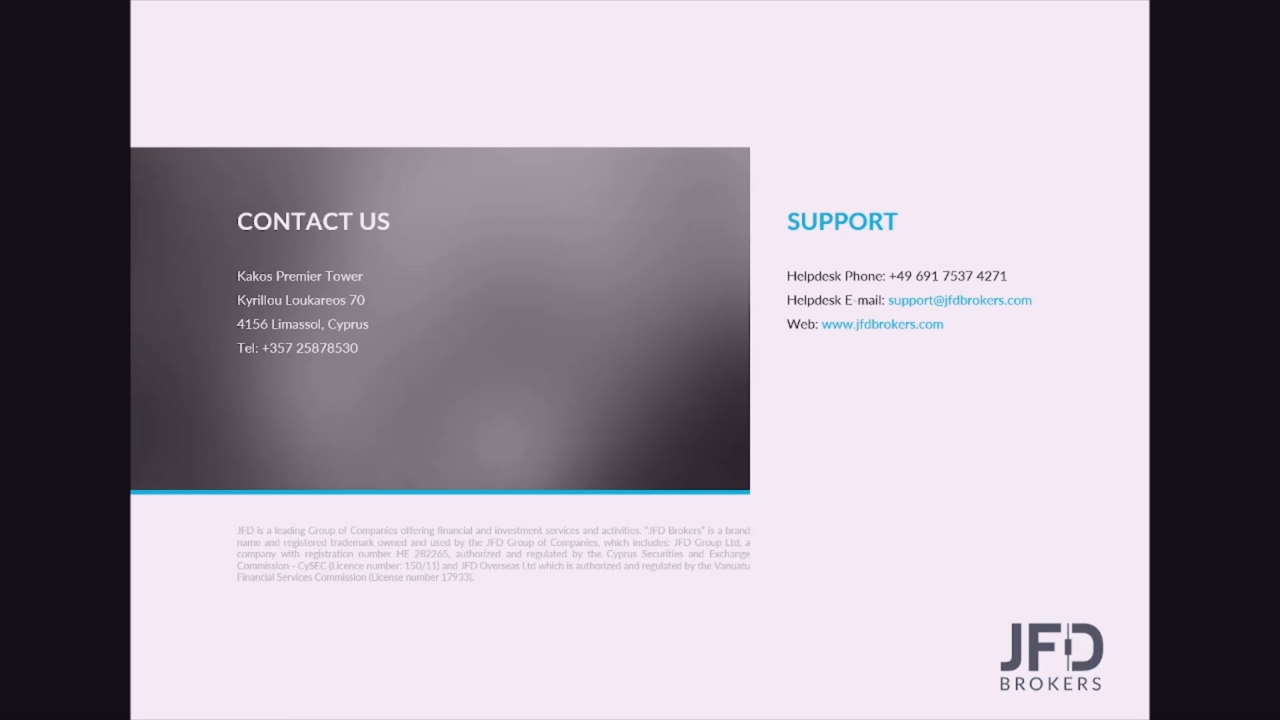 CONTACT US
Kakos Premier Tower
Kyrillou Loukareos 70
4156 Limassol, Cyprus
Tel: +357 25878530
SUPPORT
Helpdesk Phone: +49 691 7537 4271
Helpdesk E-mail: support@jfdbrokers.com
Web: www.jfdbrokers.com
JFD is a leading Group of Companies offering financial and investment services and activities. "JFD Brokers" is a brand
name and registered trademark owned and used by the JFD Group of Companies, which includes: JFD Group Ltd, a
company with registration number HE 282265, authorized and regulated by the Cyprus Securities and Exchange
Commission - CySEC (Licence number: 150/11) and JFD Overseas Ltd which is authorized and regulated by the Vanuatu
Financial Services Commission (License number 17933).
JFD
BROKERS